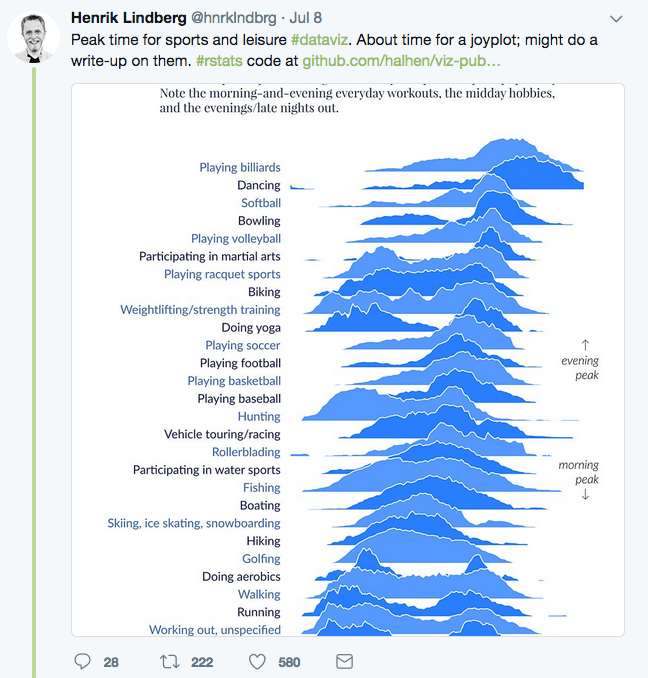 Henrik Lindberg @hnrklndbrg · Jul 8
Peak time for sports and leisure #dataviz. About time for a joyplot; might do a
write-up on them. #rstats code at github.com/halhen/viz-pub…
Note the morning-and-evening everyday workouts, the midday hobbies,
and the evenings/late nights out.
Playing billiards
Dancing
Softball
Bowling
Playing volleyball
Participating in martial arts
Playing racquet sports
Biking
Weightlifting/strength training
Doing yoga
Playing soccer
↑
Playing football
evening
peak
Playing basketball
Playing baseball
Hunting
Vehicle touring/racing
Rollerblading
Participating in water sports
morning
peak
↓
Fishing
Boating
Skiing, ice skating, snowboarding
Hiking
Golfing
Doing aerobics
Walking
Running
Working out, unspecified
28 222 580